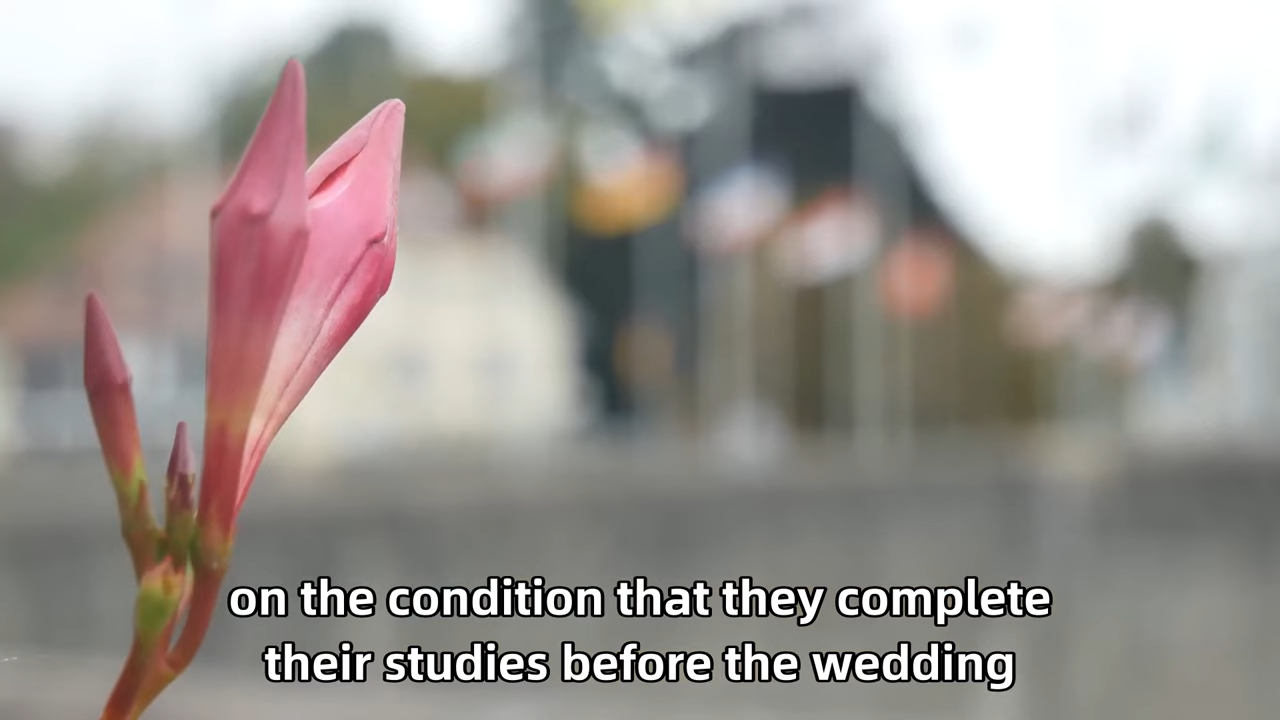 on the condition that they complete
their studies before the wedding